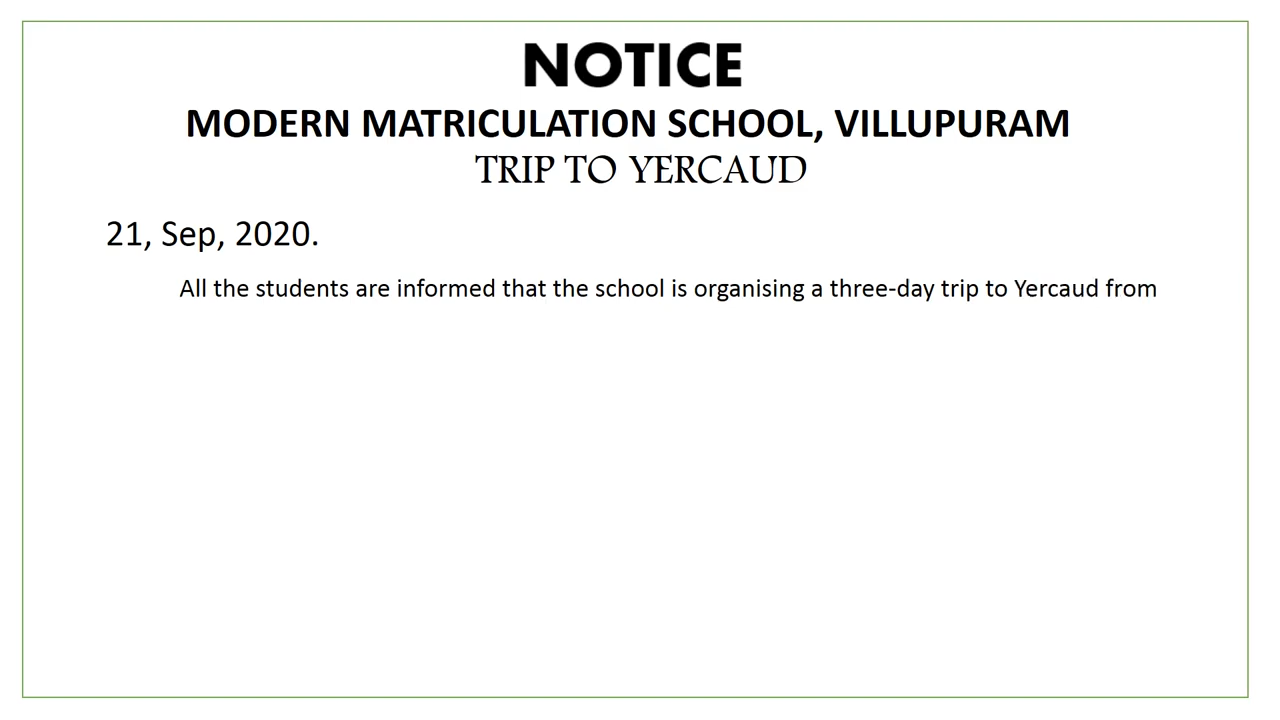 NOTICE
MODERN MATRICULATION SCHOOL, VILLUPURAM
TRIP TO YERCAUD
21, Sep, 2020.
All the students are informed that the school is organising a three-day trip to Yercaud from